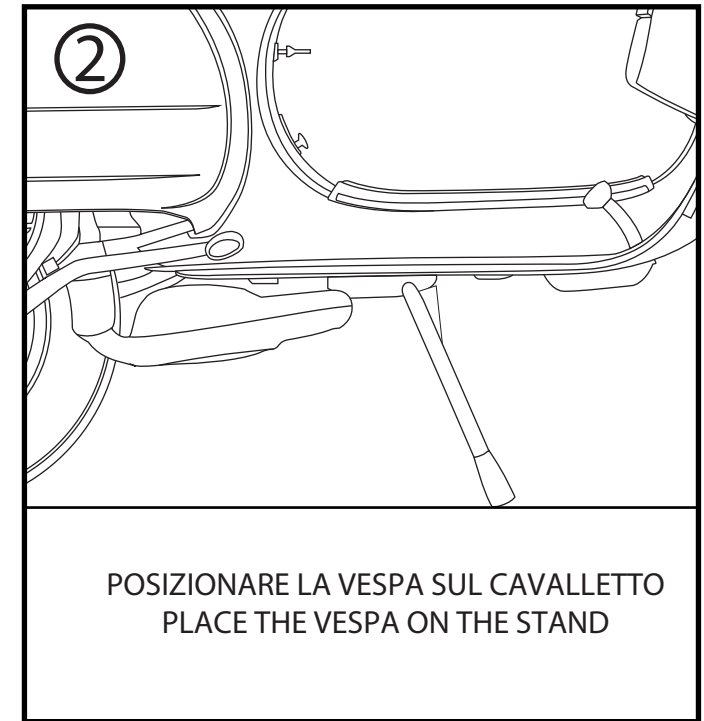 ②
POSIZIONARE LA VESPA SUL CAVALLETTO
PLACE THE VESPA ON THE STAND